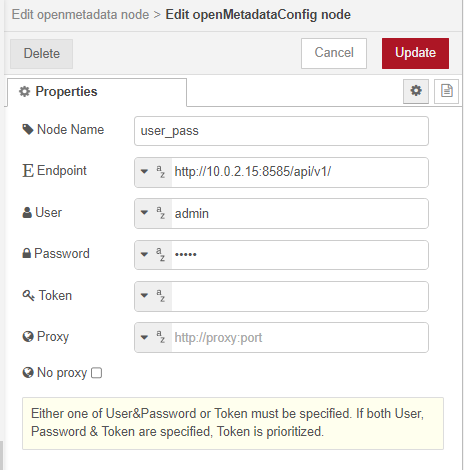 Edit openmetadata node > Edit openMetadataConfig node
Delete
Cancel
Update
Properties
Node Name
user_pass
E Endpoint
a
z
http://10.0.2.15:8585/api/v1/
User
a
z
admin
Password
a
z
•••••
Token
a
z
Proxy
a
z
http://proxy:port
No proxy
Either one of User&Password or Token must be specified. If both User,
Password & Token are specified, Token is prioritized.